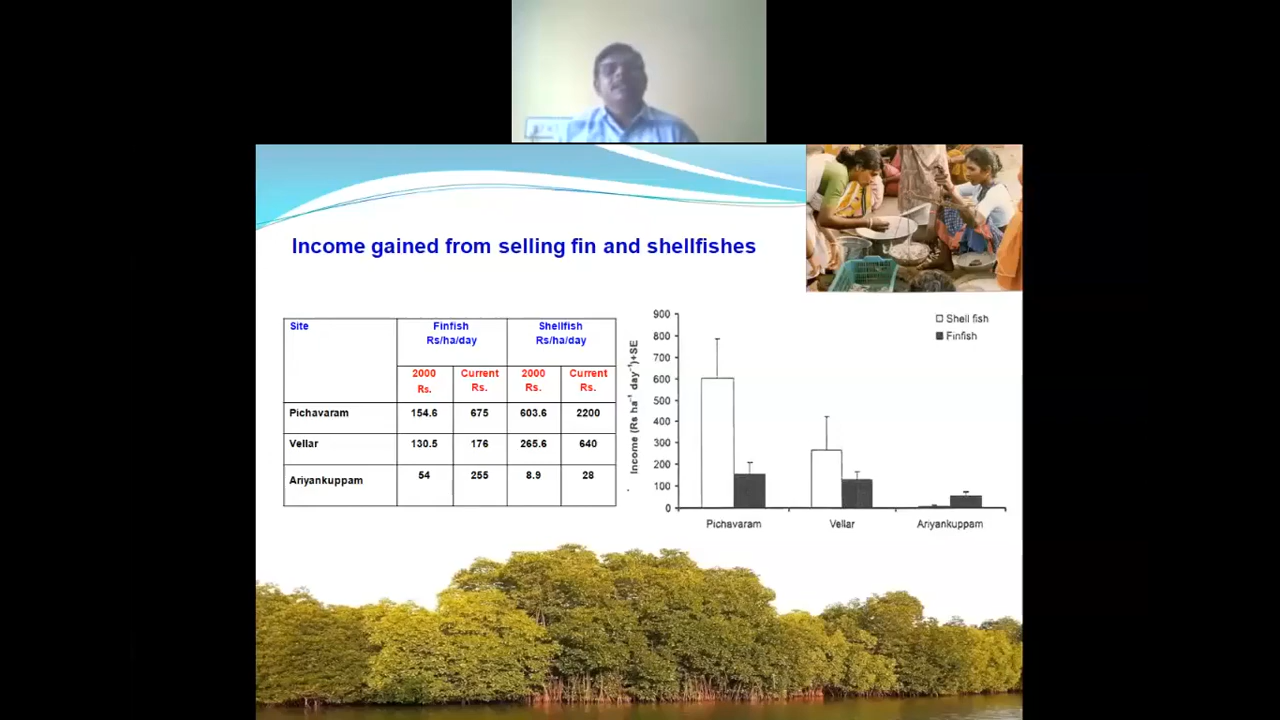 Income gained from selling fin and shellfishes
Site
Finfish
Rs/ha/day
Shellfish
Rs/ha/day
2000
Rs.
Current
Rs.
2000
Rs.
Current
Rs.
Pichavaram 154.6 675 603.6 2200
Vellar 130.5 176 265.6 640
Ariyankuppam 54 255 8.9 28
Income (Rs ha⁻¹ day⁻¹)+SE
900
800
700
600
500
400
300
200
100
0
Shell fish
Finfish
Pichavaram Vellar Ariyankuppam